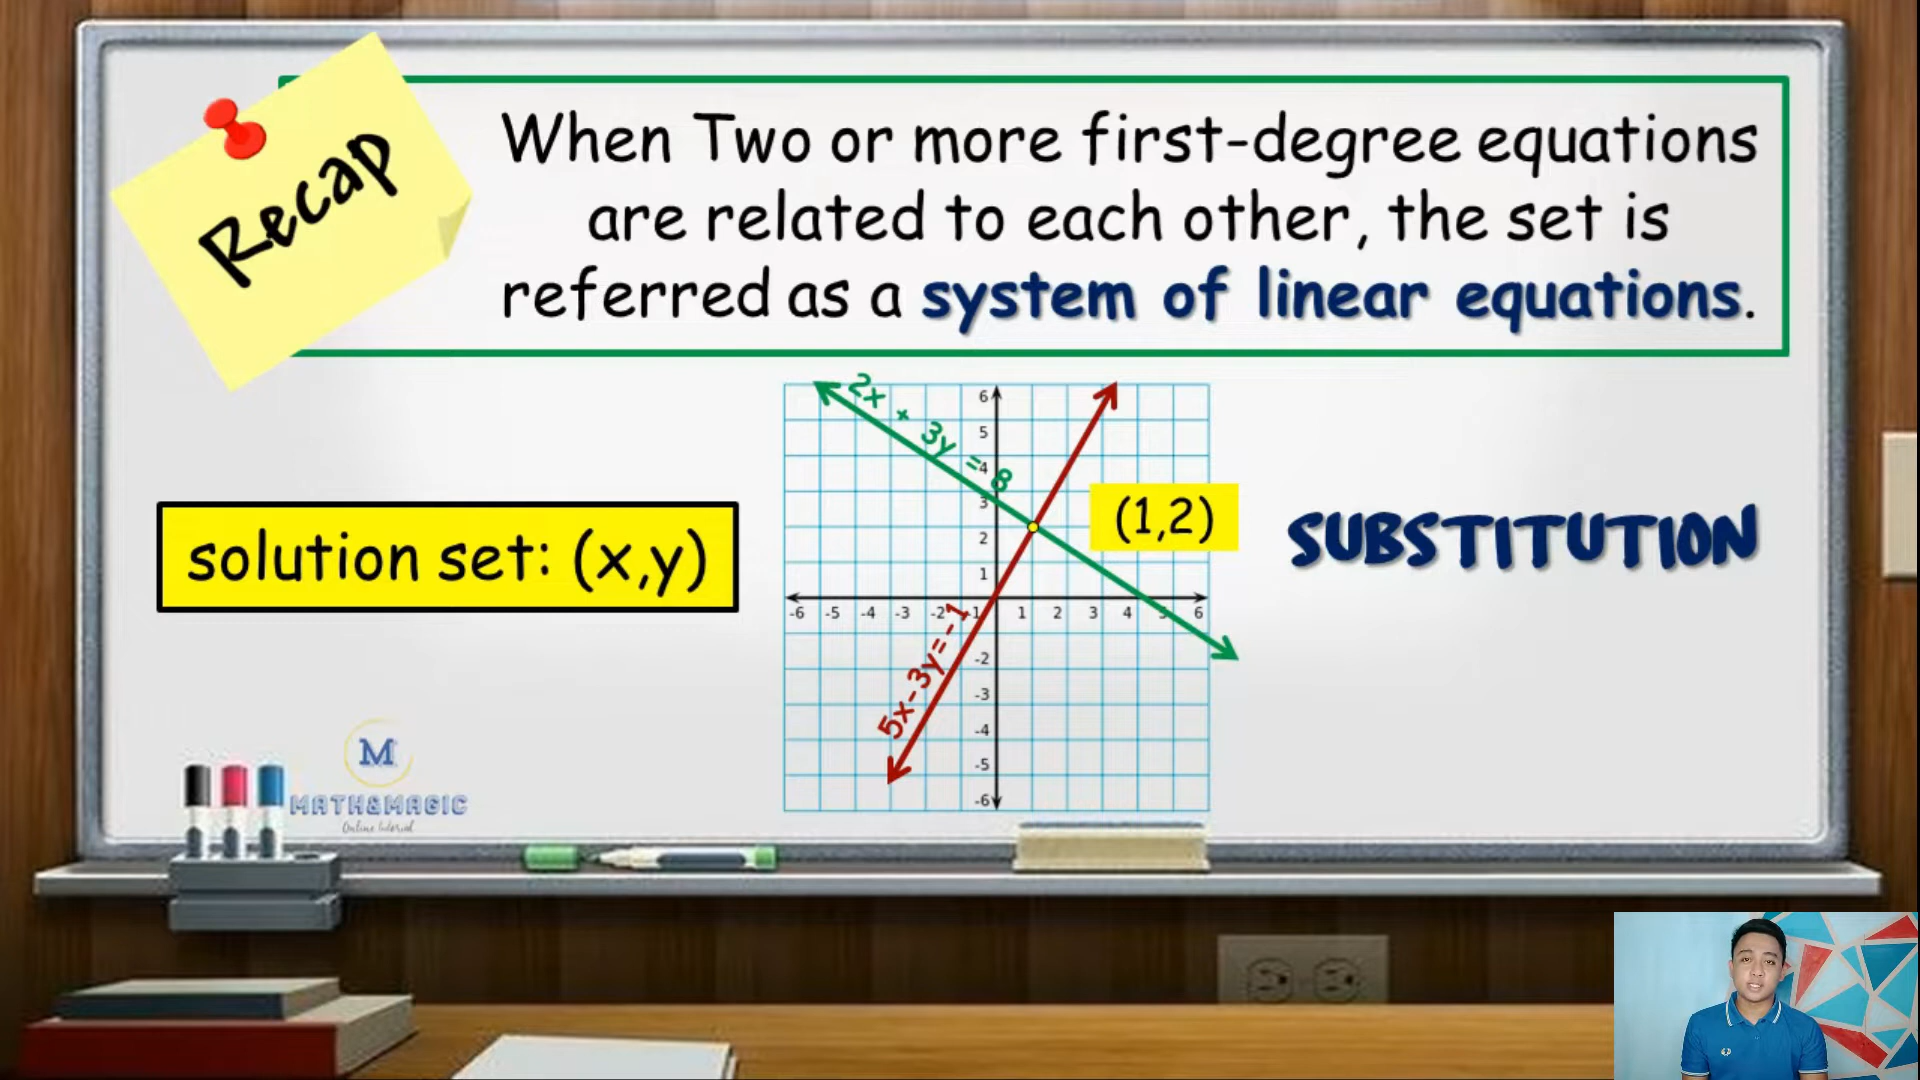 Recap
When Two or more first-degree equations
are related to each other, the set is
referred as a system of linear equations.
solution set: (x,y)
2x + 3y = 8
(1,2)
SUBSTITUTION
5x-3y=-1
6
5
4
3
2
1
-6 -5 -4 -3 -2 -1 1 2 3 4 5 6
-2
-3
-4
-5
-6
M
MATH&MAGIC
Online tutorial